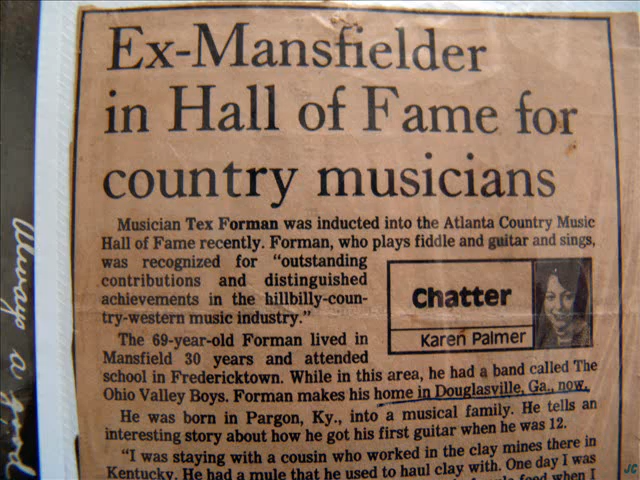 Ex-Mansfielder
in Hall of Fame for
country musicians
Musician Tex Forman was inducted into the Atlanta Country Music
Hall of Fame recently. Forman, who plays fiddle and guitar and sings,
was recognized for "outstanding
contributions and distinguished
achievements in the hillbilly-coun-
try-western music industry."
The 69-year-old Forman lived in
Mansfield 30 years and attended
school in Fredericktown. While in this area, he had a band called The
Ohio Valley Boys. Forman makes his home in Douglasville, Ga., now.
He was born in Pargon, Ky., into a musical family. He tells an
interesting story about how he got his first guitar when he was 12.
"I was staying with a cousin who worked in the clay mines there in
Kentucky. He had a mule that he used to haul clay with. One day I was
food when I
Chatter
Karen Palmer
Always a good
JC